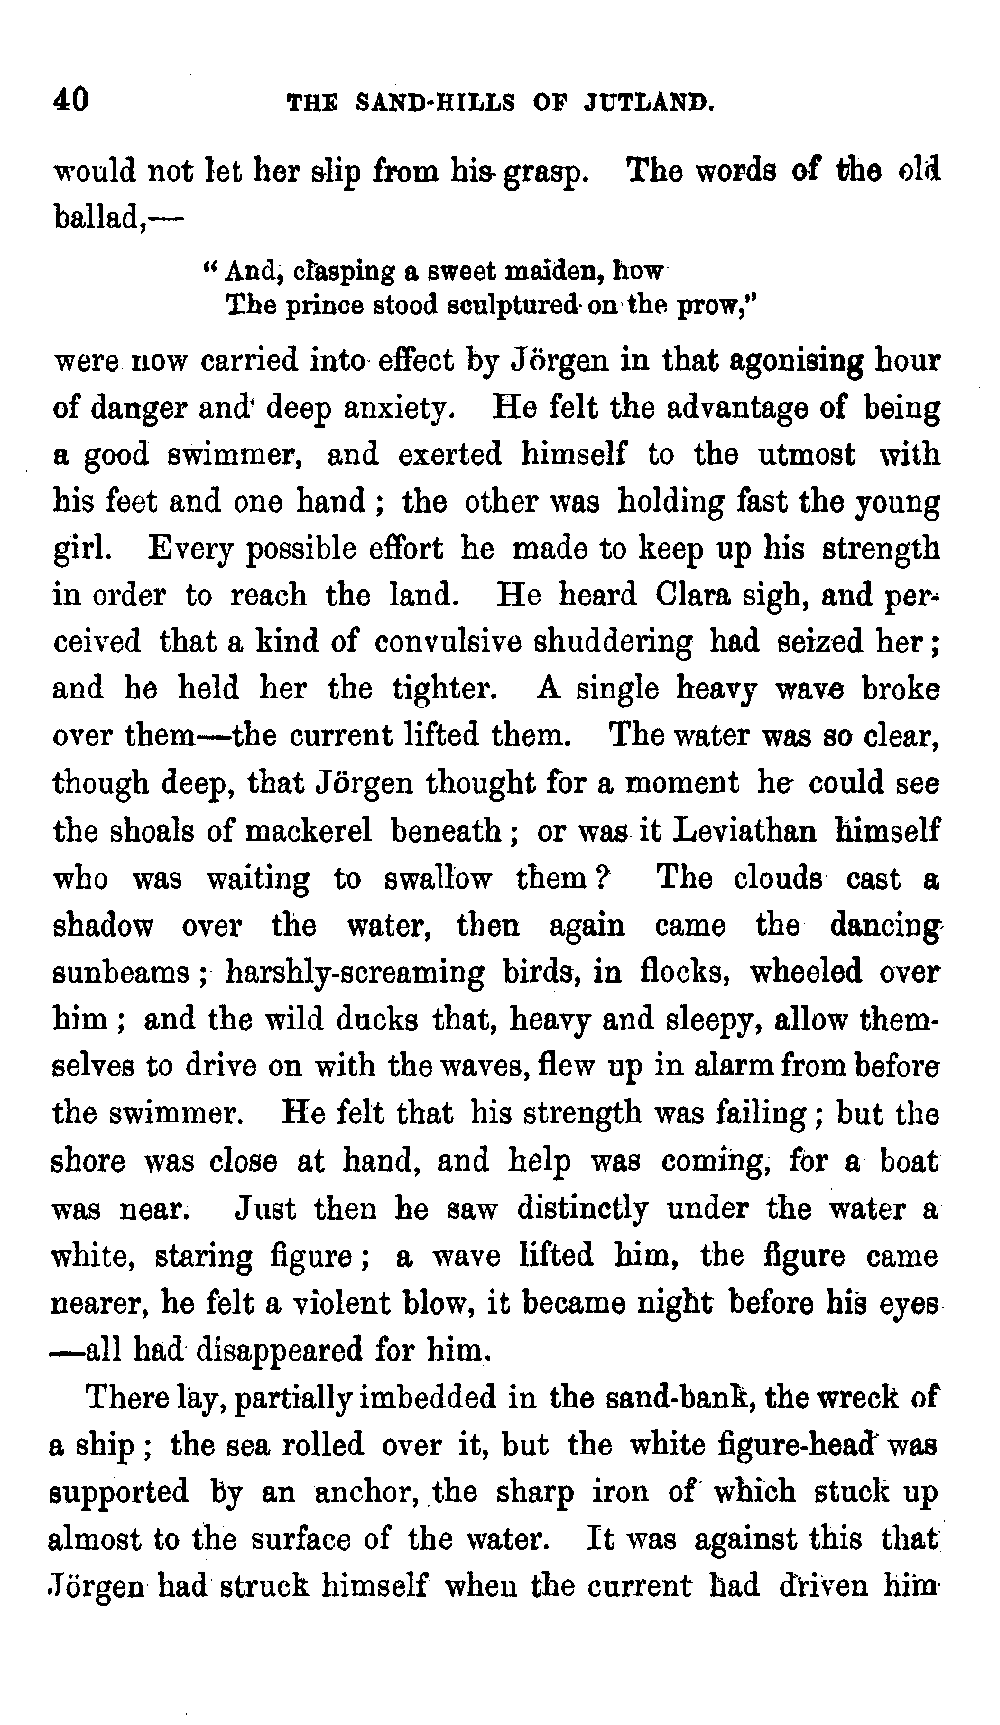 40 THE SAND-HILLS OF JUTLAND.
would not let her slip from his grasp. The words of the old
ballad,—
"And, clasping a sweet maiden, how
The prince stood sculptured on the prow,"
were now carried into effect by Jörgen in that agonising hour
of danger and deep anxiety. He felt the advantage of being
a good swimmer, and exerted himself to the utmost with
his feet and one hand; the other was holding fast the young
girl. Every possible effort he made to keep up his strength
in order to reach the land. He heard Clara sigh, and per-
ceived that a kind of convulsive shuddering had seized her;
and he held her the tighter. A single heavy wave broke
over them—the current lifted them. The water was so clear,
though deep, that Jörgen thought for a moment he could see
the shoals of mackerel beneath; or was it Leviathan himself
who was waiting to swallow them? The clouds cast a
shadow over the water, then again came the dancing
sunbeams; harshly-screaming birds, in flocks, wheeled over
him; and the wild ducks that, heavy and sleepy, allow them-
selves to drive on with the waves, flew up in alarm from before
the swimmer. He felt that his strength was failing; but the
shore was close at hand, and help was coming, for a boat
was near. Just then he saw distinctly under the water a
white, staring figure; a wave lifted him, the figure came
nearer, he felt a violent blow, it became night before his eyes
—all had disappeared for him.
There lay, partially imbedded in the sand-bank, the wreck of
a ship; the sea rolled over it, but the white figure-head was
supported by an anchor, the sharp iron of which stuck up
almost to the surface of the water. It was against this that
Jörgen had struck himself when the current had driven him